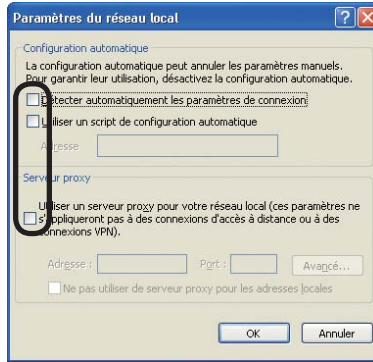 Paramètres du réseau local
Configuration automatique
La configuration automatique peut annuler les paramètres manuels.
Pour garantir leur utilisation, désactivez la configuration automatique.
Détecter automatiquement les paramètres de connexion
Utiliser un script de configuration automatique
Adresse
Serveur proxy
Utiliser un serveur proxy pour votre réseau local (ces paramètres ne
s'appliqueront pas à des connexions d'accès à distance ou à des
connexions VPN).
Adresse : Port : Avancé...
Ne pas utiliser de serveur proxy pour les adresses locales
OK Annuler